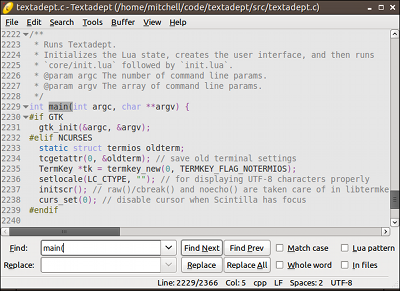 textadept.c - Textadept (/home/mitchell/code/textadept/src/textadept.c)
File Edit Search Tools Buffer View Help
2222 /**
2223 * Runs Textadept.
2224 * Initializes the Lua state, creates the user interface, and then runs
2225 * `core/init.lua` followed by `init.lua`.
2226 * @param argc The number of command line params.
2227 * @param argv The array of command line params.
2228 */
2229 int main(int argc, char **argv) {
2230 #if GTK
2231 gtk_init(&argc, &argv);
2232 #elif NCURSES
2233 static struct termios oldterm;
2234 tcgetattr(0, &oldterm); // save old terminal settings
2235 TermKey *tk = termkey_new(0, TERMKEY_FLAG_NOTERMIOS);
2236 setlocale(LC_CTYPE, ""); // for displaying UTF-8 characters properly
2237 initscr(); // raw()/cbreak() and noecho() are taken care of in libtermke
2238 curs_set(0); // disable cursor when Scintilla has focus
2239 #endif
2240
Find: main( Find Next Find Prev Match case Lua pattern
Replace: Replace Replace All Whole word In files
Line: 2229/2366 Col: 5 cpp LF Spaces: 2 UTF-8